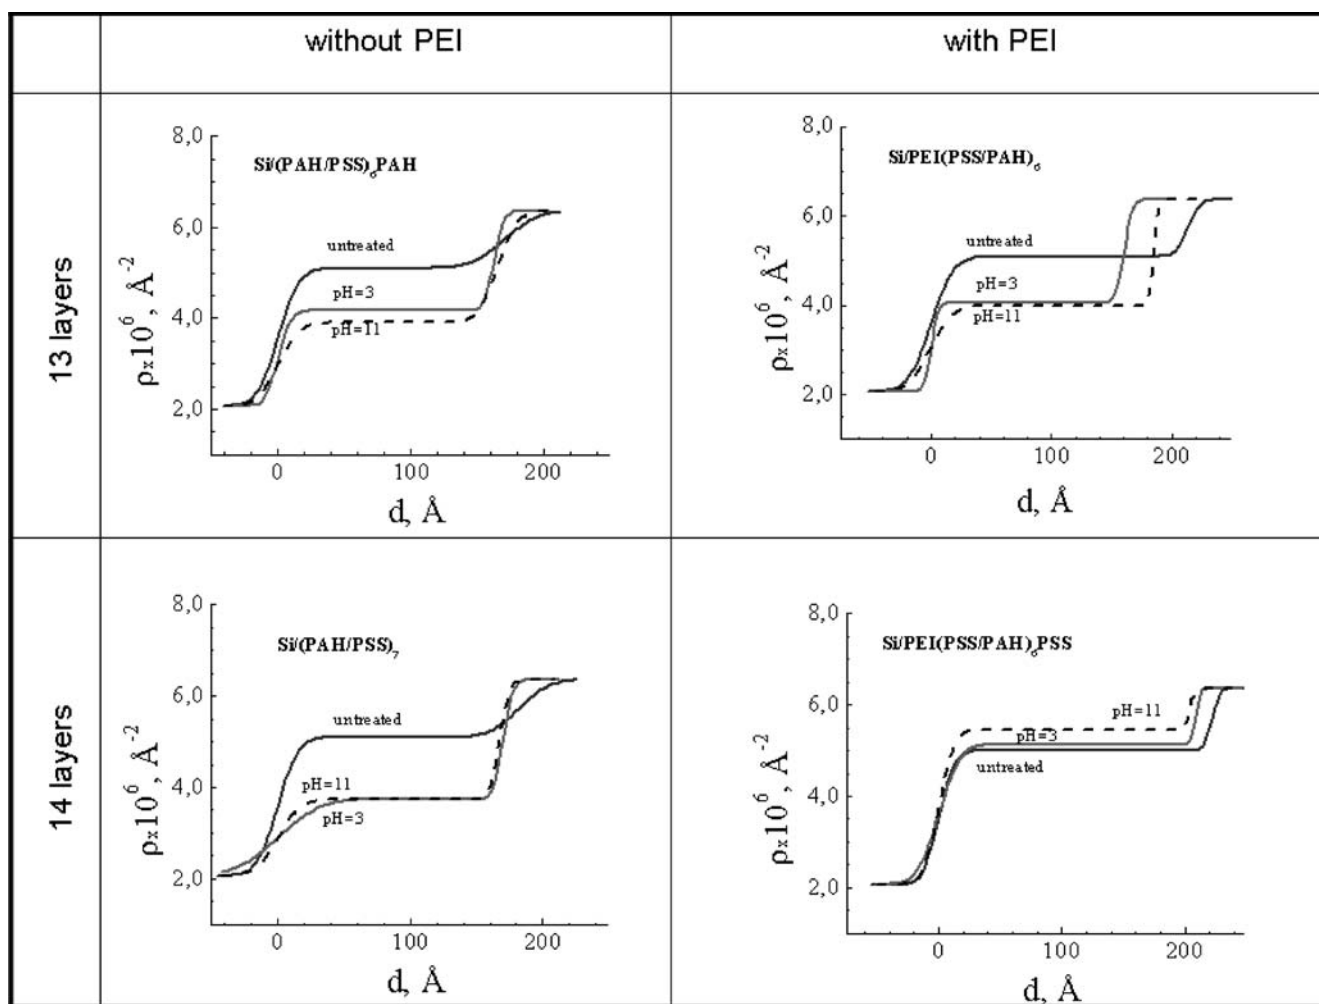 without PEI
with PEI
13 layers
8,0
6,0
4,0
2,0
ρx10⁶, Å⁻²
Si/(PAH/PSS)₆PAH
untreated
pH=3
pH=11
0
100
200
d, Å
8,0
6,0
4,0
2,0
ρx10⁶, Å⁻²
Si/PEI(PSS/PAH)₆
untreated
pH=3
pH=11
0
100
200
d, Å
14 layers
8,0
6,0
4,0
2,0
ρx10⁶, Å⁻²
Si/(PAH/PSS)₇
untreated
pH=11
pH=3
0
100
200
d, Å
8,0
6,0
4,0
2,0
ρx10⁶, Å⁻²
Si/PEI(PSS/PAH)₆PSS
pH=11
pH=3
untreated
0
100
200
d, Å